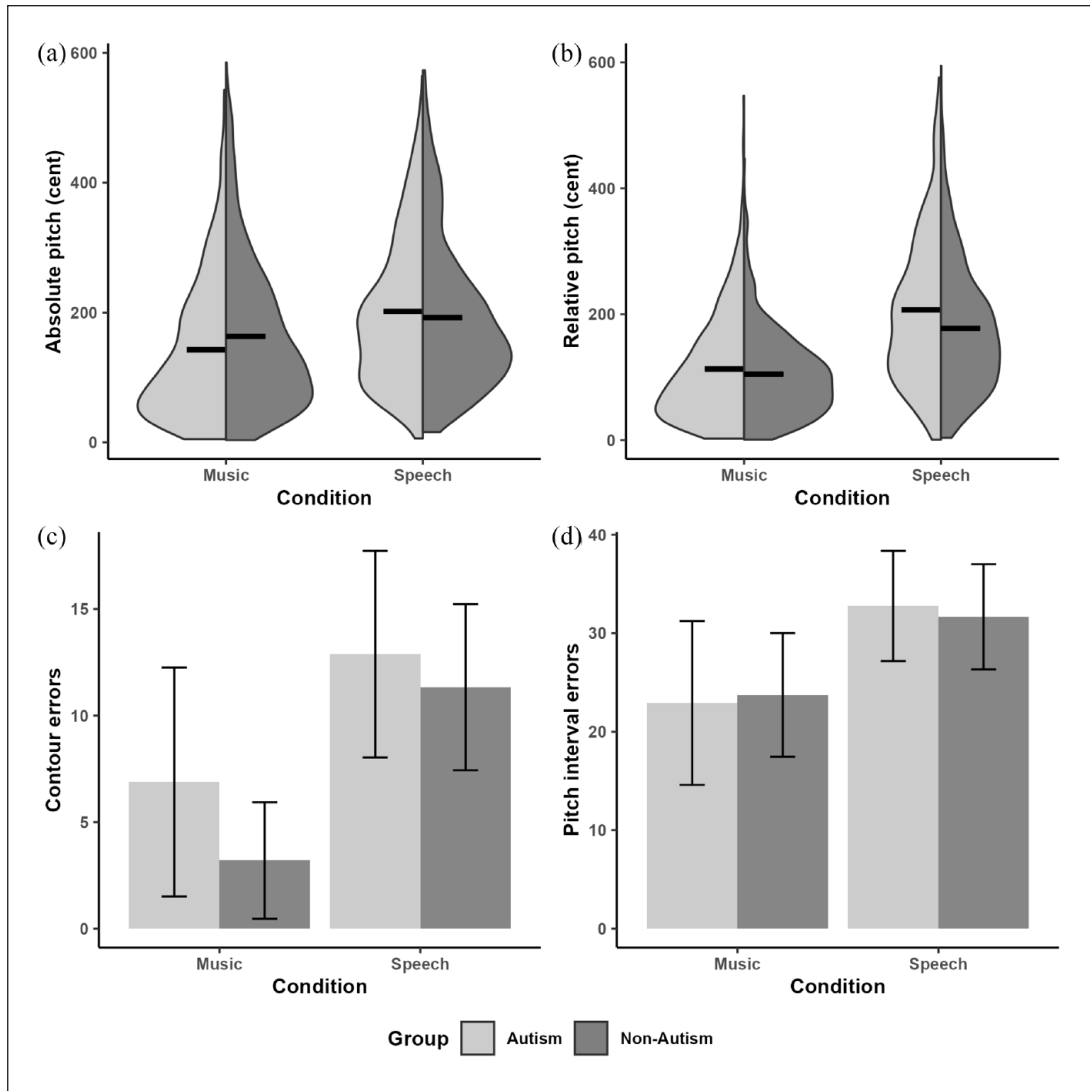 (a)
600
400
200
0
Absolute pitch (cent)
Music
Speech
Condition
(b)
600
400
200
0
Relative pitch (cent)
Music
Speech
Condition
(c)
15
10
5
0
Contour errors
Music
Speech
Condition
(d)
40
30
20
10
0
Pitch interval errors
Music
Speech
Condition
Group Autism Non-Autism